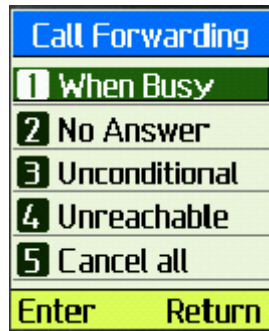 Call Forwarding
1 When Busy
2 No Answer
3 Unconditional
4 Unreachable
5 Cancel all
Enter Return